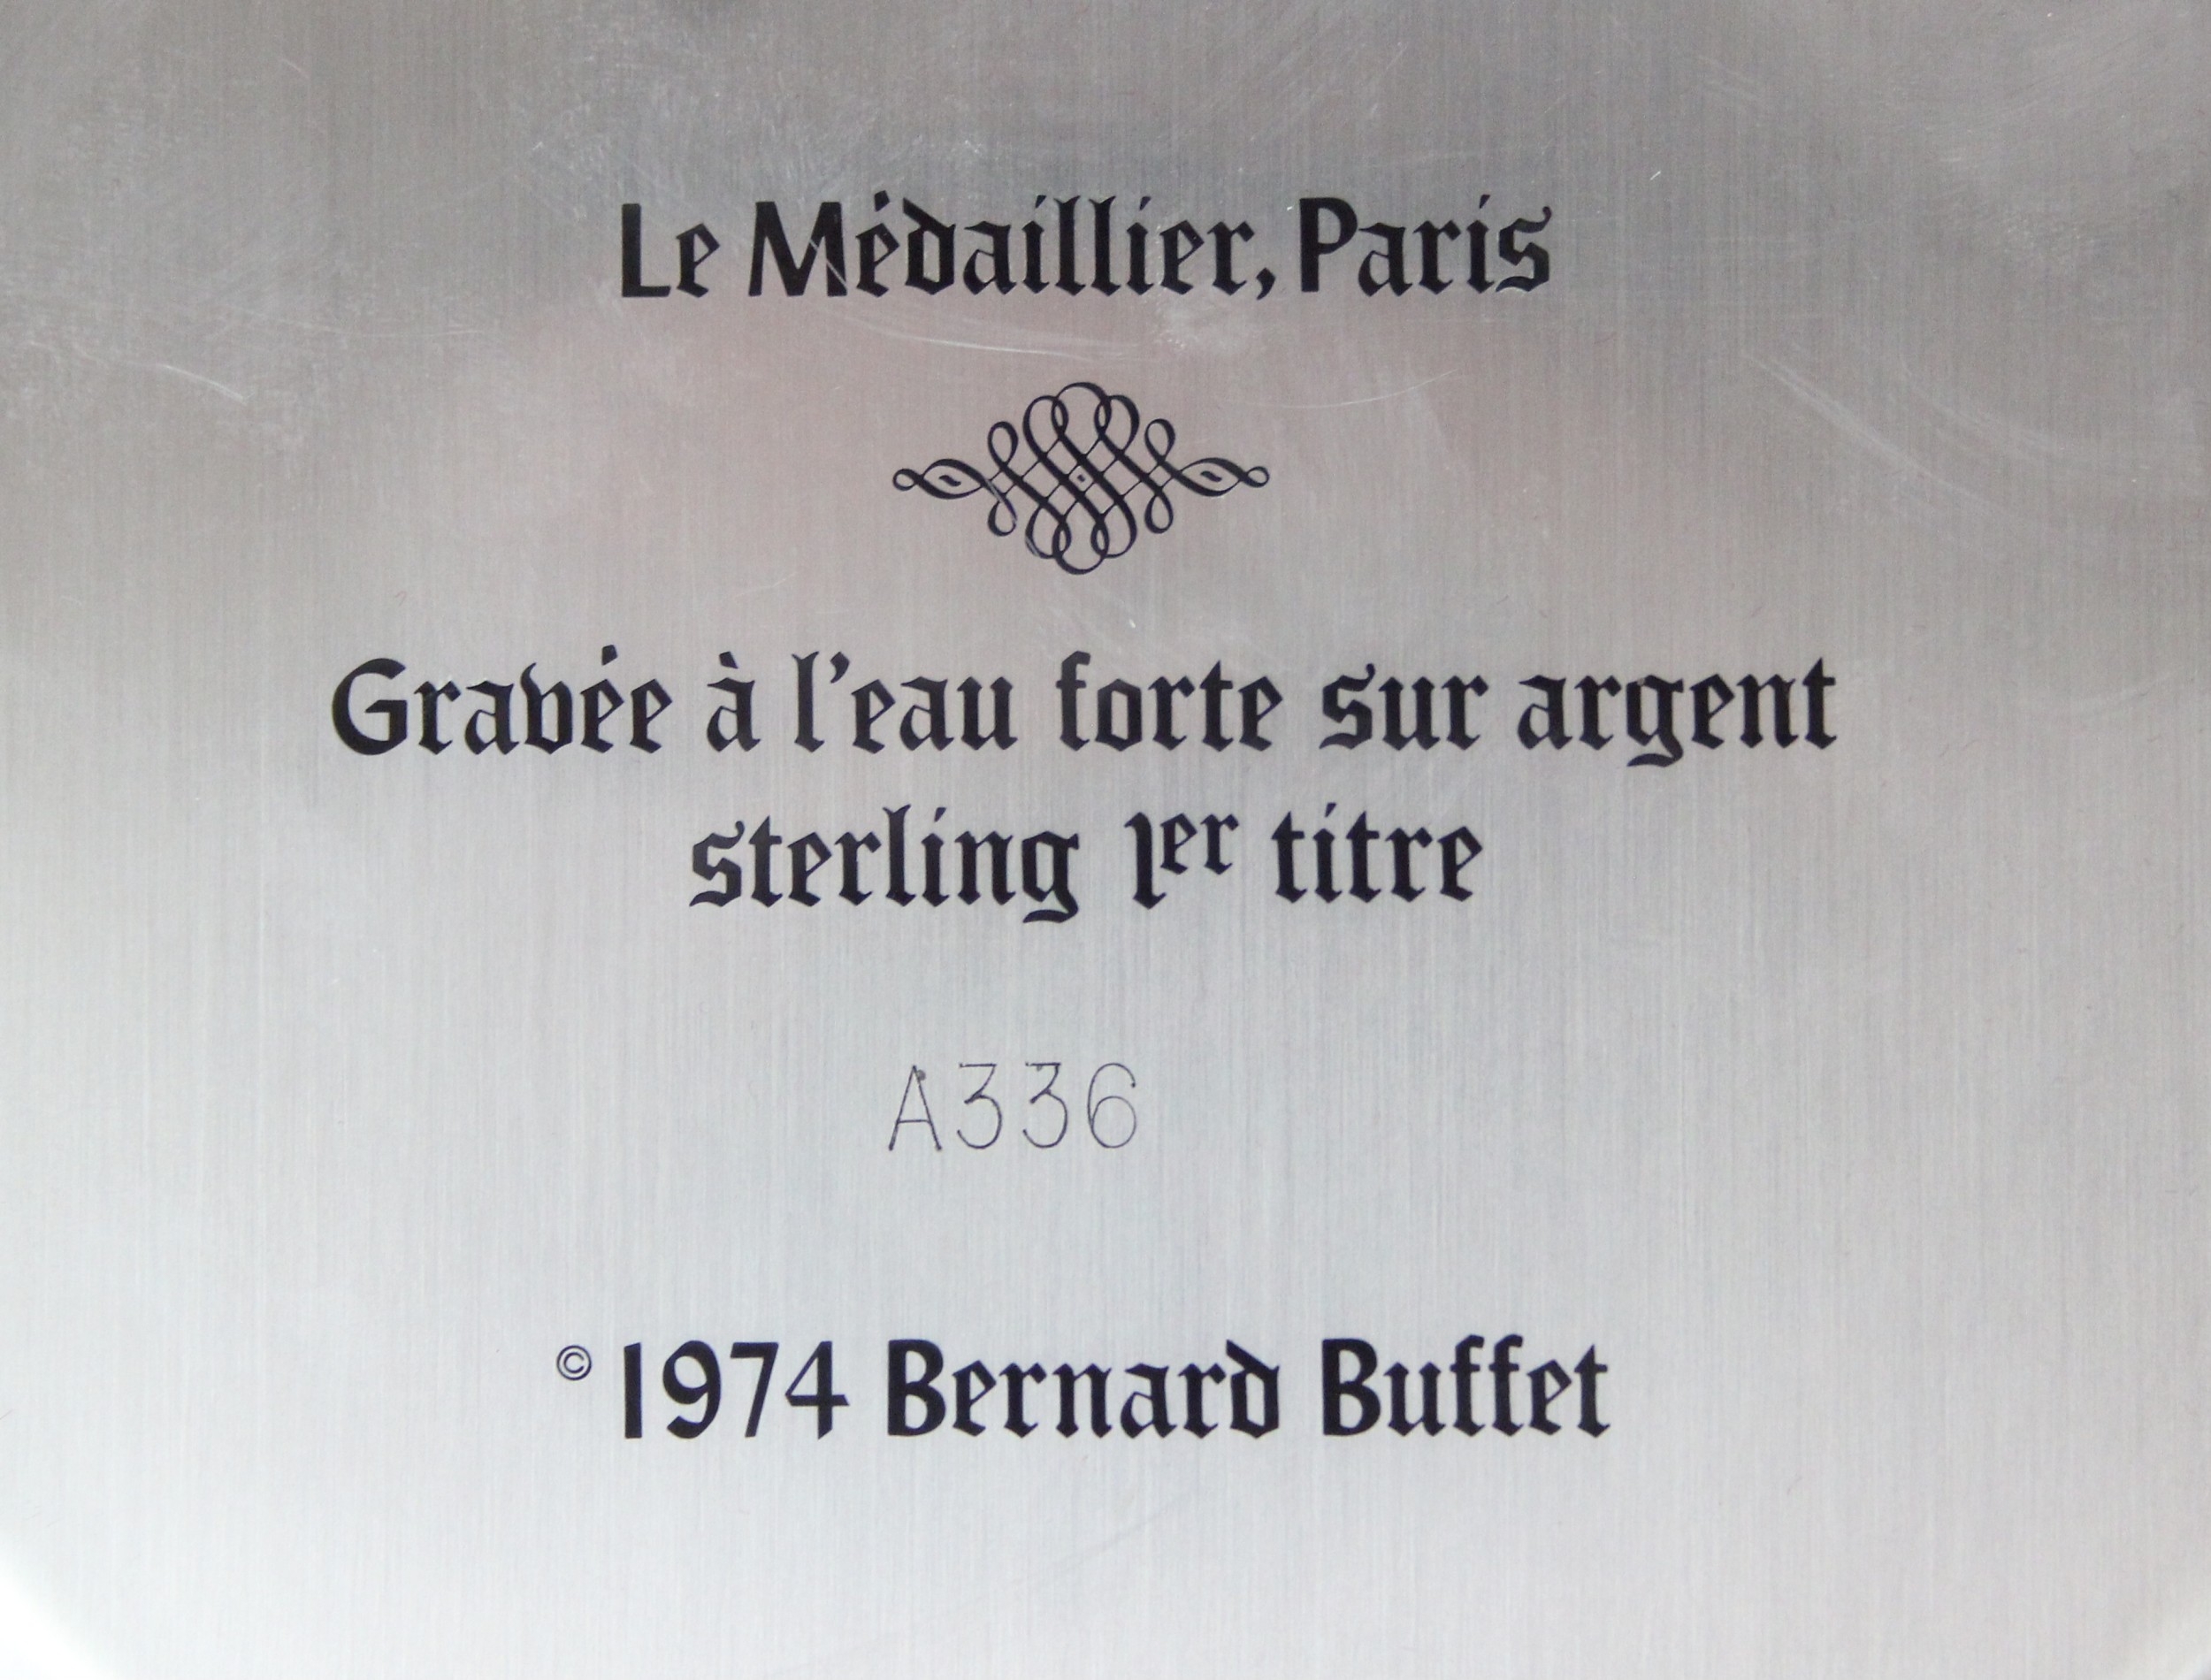 Le Médaillier, Paris
Gravée à l'eau forte sur argent
sterling 1er titre
A336
© 1974 Bernard Buffet